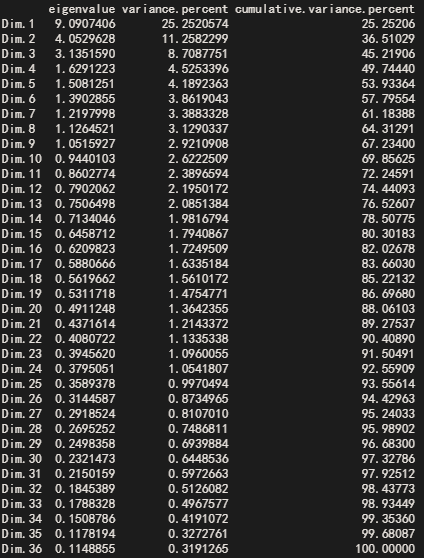 eigenvalue variance.percent cumulative.variance.percent
Dim.1 9.0907406 25.2520574 25.25206
Dim.2 4.0529628 11.2582299 36.51029
Dim.3 3.1351590 8.7087751 45.21906
Dim.4 1.6291223 4.5253396 49.74440
Dim.5 1.5081251 4.1892363 53.93364
Dim.6 1.3902855 3.8619043 57.79554
Dim.7 1.2197998 3.3883328 61.18388
Dim.8 1.1264521 3.1290337 64.31291
Dim.9 1.0515927 2.9210908 67.23400
Dim.10 0.9440103 2.6222509 69.85625
Dim.11 0.8602774 2.3896594 72.24591
Dim.12 0.7902062 2.1950172 74.44093
Dim.13 0.7506498 2.0851384 76.52607
Dim.14 0.7134046 1.9816794 78.50775
Dim.15 0.6458712 1.7940867 80.30183
Dim.16 0.6209823 1.7249509 82.02678
Dim.17 0.5880666 1.6335184 83.66030
Dim.18 0.5619662 1.5610172 85.22132
Dim.19 0.5311718 1.4754771 86.69680
Dim.20 0.4911248 1.3642355 88.06103
Dim.21 0.4371614 1.2143372 89.27537
Dim.22 0.4080722 1.1335338 90.40890
Dim.23 0.3945620 1.0960055 91.50491
Dim.24 0.3795051 1.0541807 92.55909
Dim.25 0.3589378 0.9970494 93.55614
Dim.26 0.3144587 0.8734965 94.42963
Dim.27 0.2918524 0.8107010 95.24033
Dim.28 0.2695252 0.7486811 95.98902
Dim.29 0.2498358 0.6939884 96.68300
Dim.30 0.2321473 0.6448536 97.32786
Dim.31 0.2150159 0.5972663 97.92512
Dim.32 0.1845389 0.5126082 98.43773
Dim.33 0.1788328 0.4967577 98.93449
Dim.34 0.1508786 0.4191072 99.35360
Dim.35 0.1178194 0.3272761 99.68087
Dim.36 0.1148855 0.3191265 100.00000